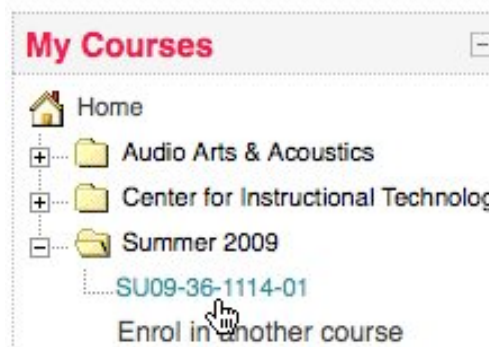 My Courses
Home
Audio Arts & Acoustics
Center for Instructional Technolog
Summer 2009
SU09-36-1114-01
Enrol in another course